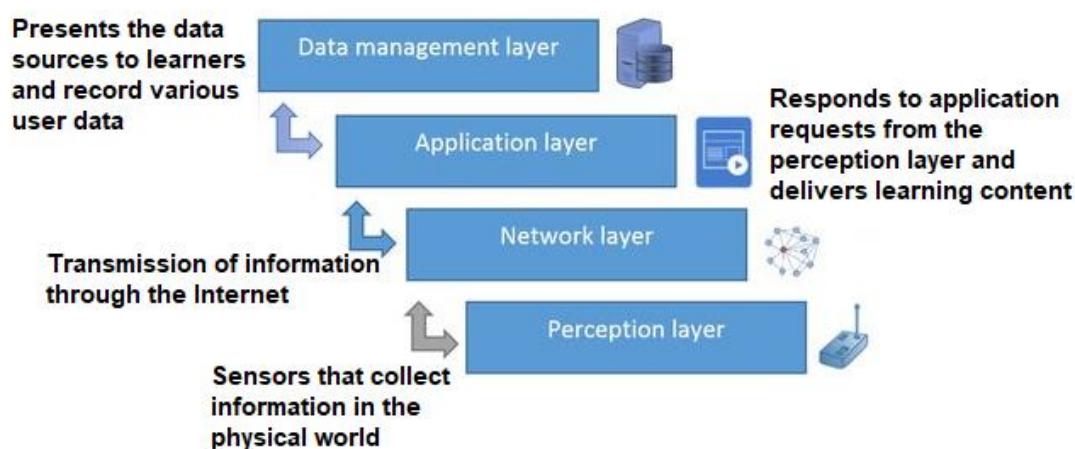 Presents the data
sources to learners
and record various
user data
Data management layer
Application layer
Responds to application
requests from the
perception layer and
delivers learning content
Network layer
Transmission of information
through the Internet
Perception layer
Sensors that collect
information in the
physical world